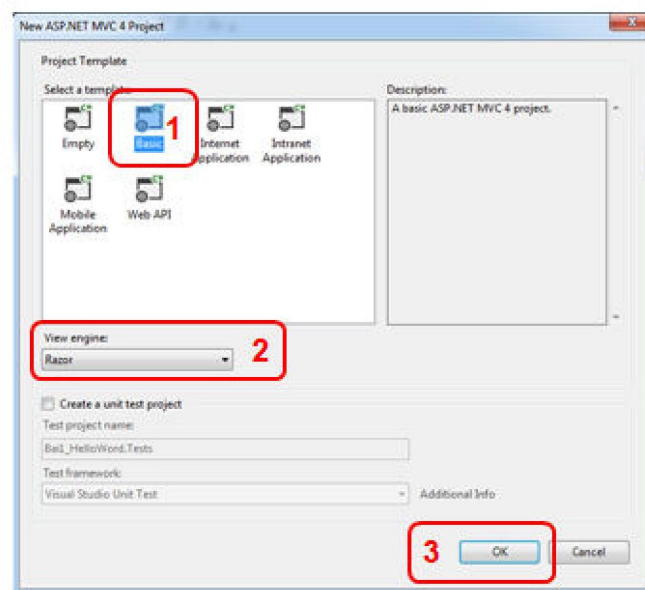 New ASP.NET MVC 4 Project
Project Template
Select a template:
Description:
Empty
Basic
1
Internet Application
Intranet Application
Mobile Application
Web API
A basic ASP.NET MVC 4 project.
View engine:
Razor
2
Create a unit test project
Test project name:
Bai1_HelloWord.Tests
Test framework:
Visual Studio Unit Test
Additional Info
3
OK
Cancel